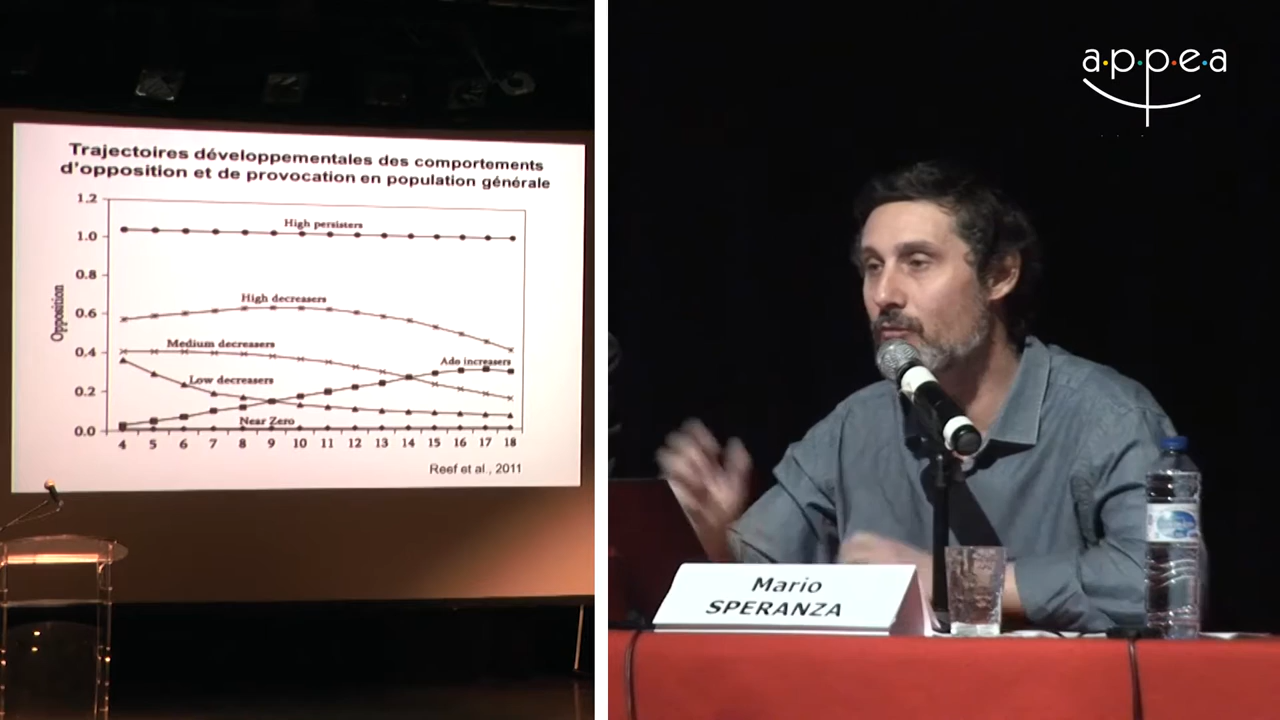 Trajectoires développementales des comportements
d'opposition et de provocation en population générale
1.2
1.0
0.8
0.6
0.4
0.2
0.0
Opposition
High persisters
High decreasers
Medium decreasers
Ado increasers
Low decreasers
Near Zero
4 5 6 7 8 9 10 11 12 13 14 15 16 17 18
Reef et al., 2011
a·p·p·e·a
Mario
SPERANZA